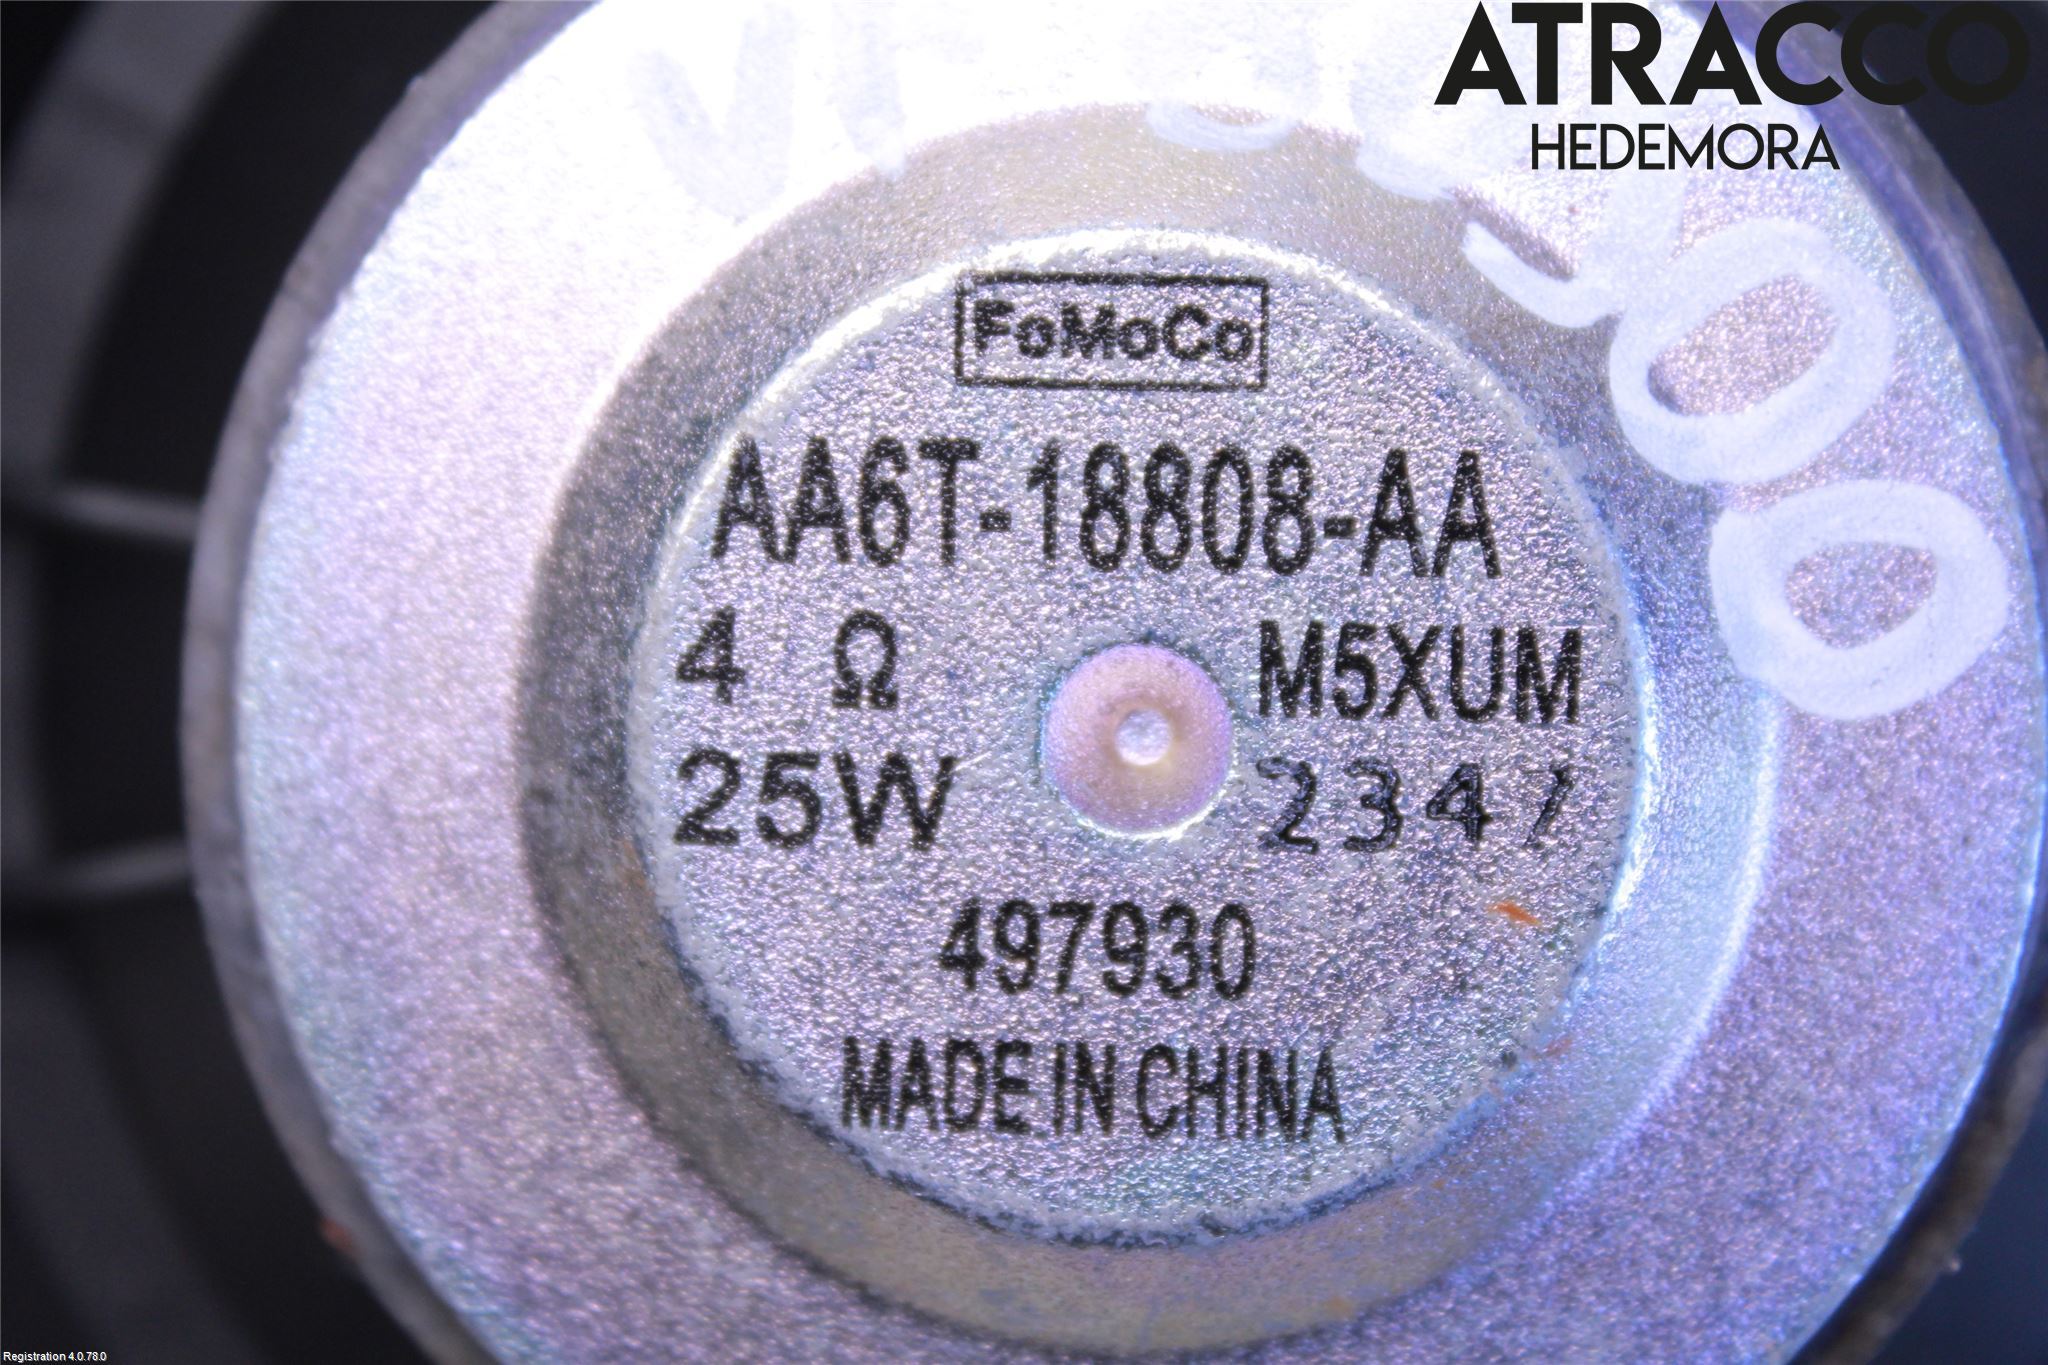 ATRACCO
HEDEMORA
FoMoCo
AA6T-18808-AA
4 Ω M5XUM
25W 2347
497930
MADE IN CHINA
Registration 4.0.78.0